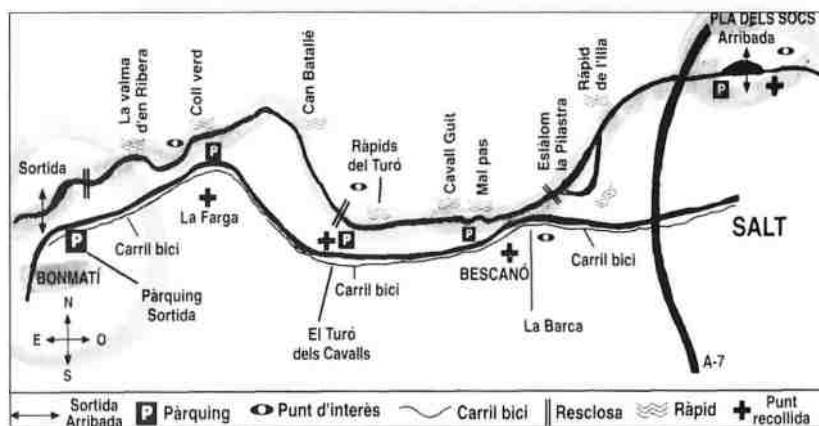 PLA DELS SOCS
Arribada
La valma
d'en Ribera
Coll verd
Can Batallé
Ràpids
del Turó
Cavall Guit
Mal pas
Eslàlom
la Pilastra
Ràpid
de l'Illa
Sortida
P
P
La Farga
P
P
SALT
Carril bici
P
BESCANÓ
Carril bici
BONMATÍ
Pàrquing
Sortida
Carril bici
La Barca
N
E O
S
El Turó
dels Cavalls
A-7
Sortida
Arribada
P Pàrquing
Punt d'interès
Carril bici
Resclosa
Ràpid
Punt
recollida